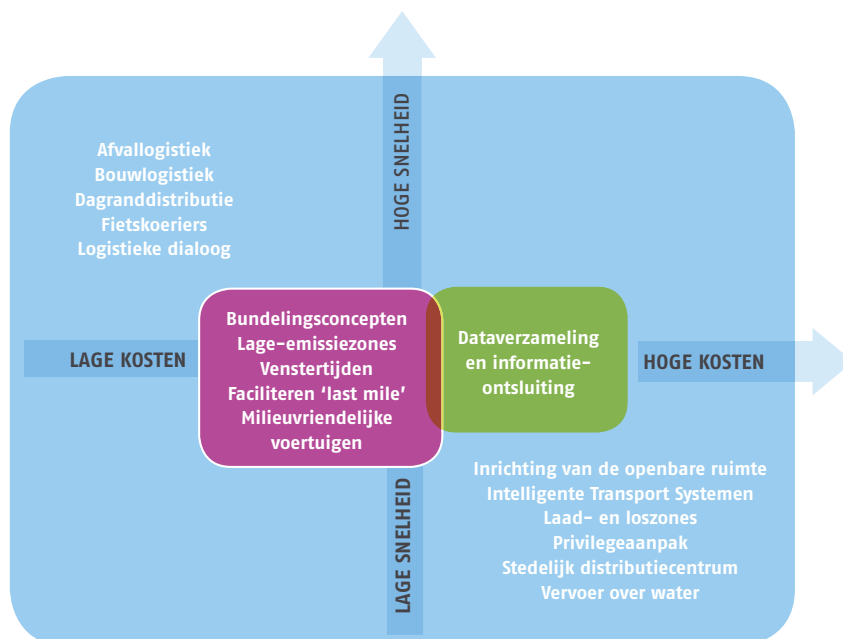 HOGE SNELHEID
Afvallogistiek
Bouwlogistiek
Dagranddistributie
Fietskoeriers
Logistieke dialoog
LAGE KOSTEN
Bundelingsconcepten
Lage-emissiezones
Venstertijden
Faciliteren ‘last mile’
Milieuvriendelijke
voertuigen
Dataverzameling
en informatie-
ontsluiting
HOGE KOSTEN
LAGE SNELHEID
Inrichting van de openbare ruimte
Intelligente Transport Systemen
Laad- en loszones
Privilegeaanpak
Stedelijk distributiecentrum
Vervoer over water